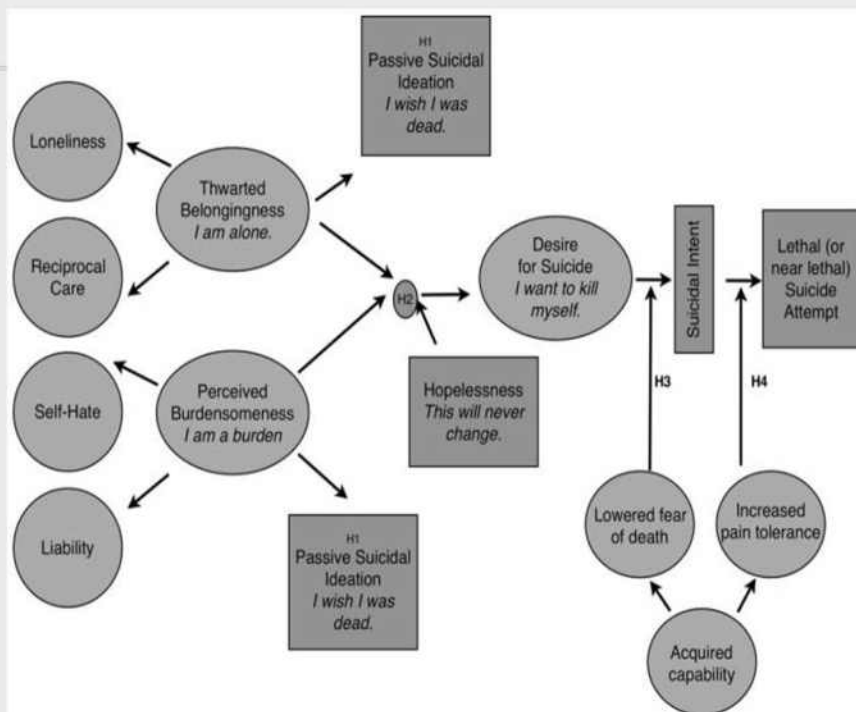 H1
Passive Suicidal
Ideation
I wish I was
dead.
Loneliness
Thwarted
Belongingness
I am alone.
Reciprocal
Care
H2
Desire
for Suicide
I want to kill
myself.
Suicidal Intent
Lethal (or
near lethal)
Suicide
Attempt
Self-Hate
Perceived
Burdensomeness
I am a burden
Hopelessness
This will never
change.
H3
H4
Liability
H1
Passive Suicidal
Ideation
I wish I was
dead.
Lowered fear
of death
Increased
pain tolerance
Acquired
capability